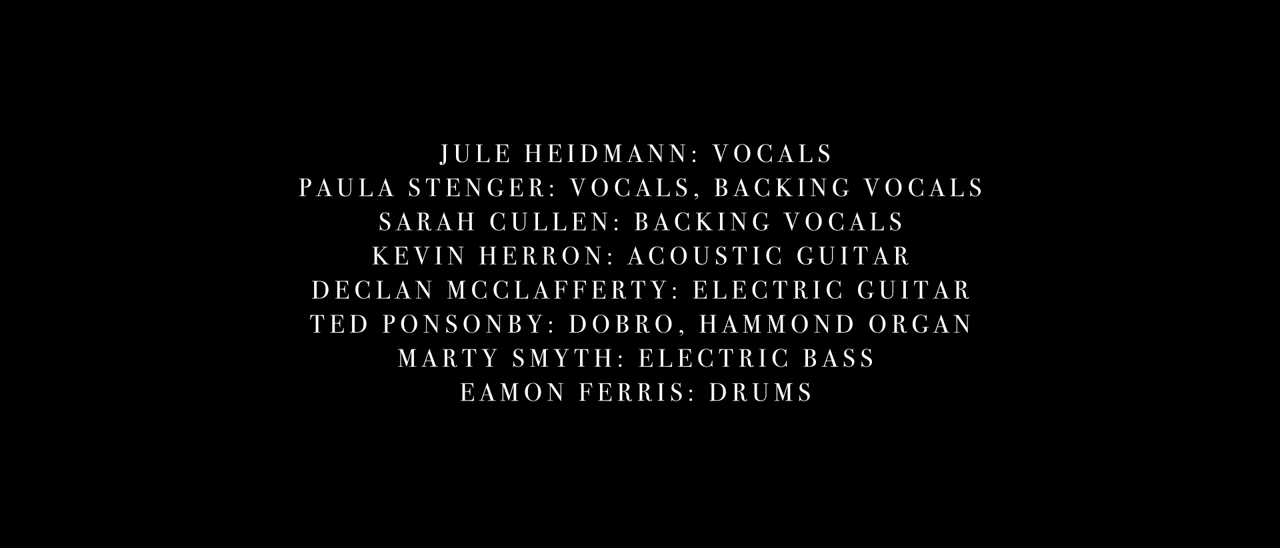 JULE HEIDMANN: VOCALS
PAULA STENGER: VOCALS, BACKING VOCALS
SARAH CULLEN: BACKING VOCALS
KEVIN HERRON: ACOUSTIC GUITAR
DECLAN MCCLAFFERTY: ELECTRIC GUITAR
TED PONSONBY: DOBRO, HAMMOND ORGAN
MARTY SMYTH: ELECTRIC BASS
EAMON FERRIS: DRUMS